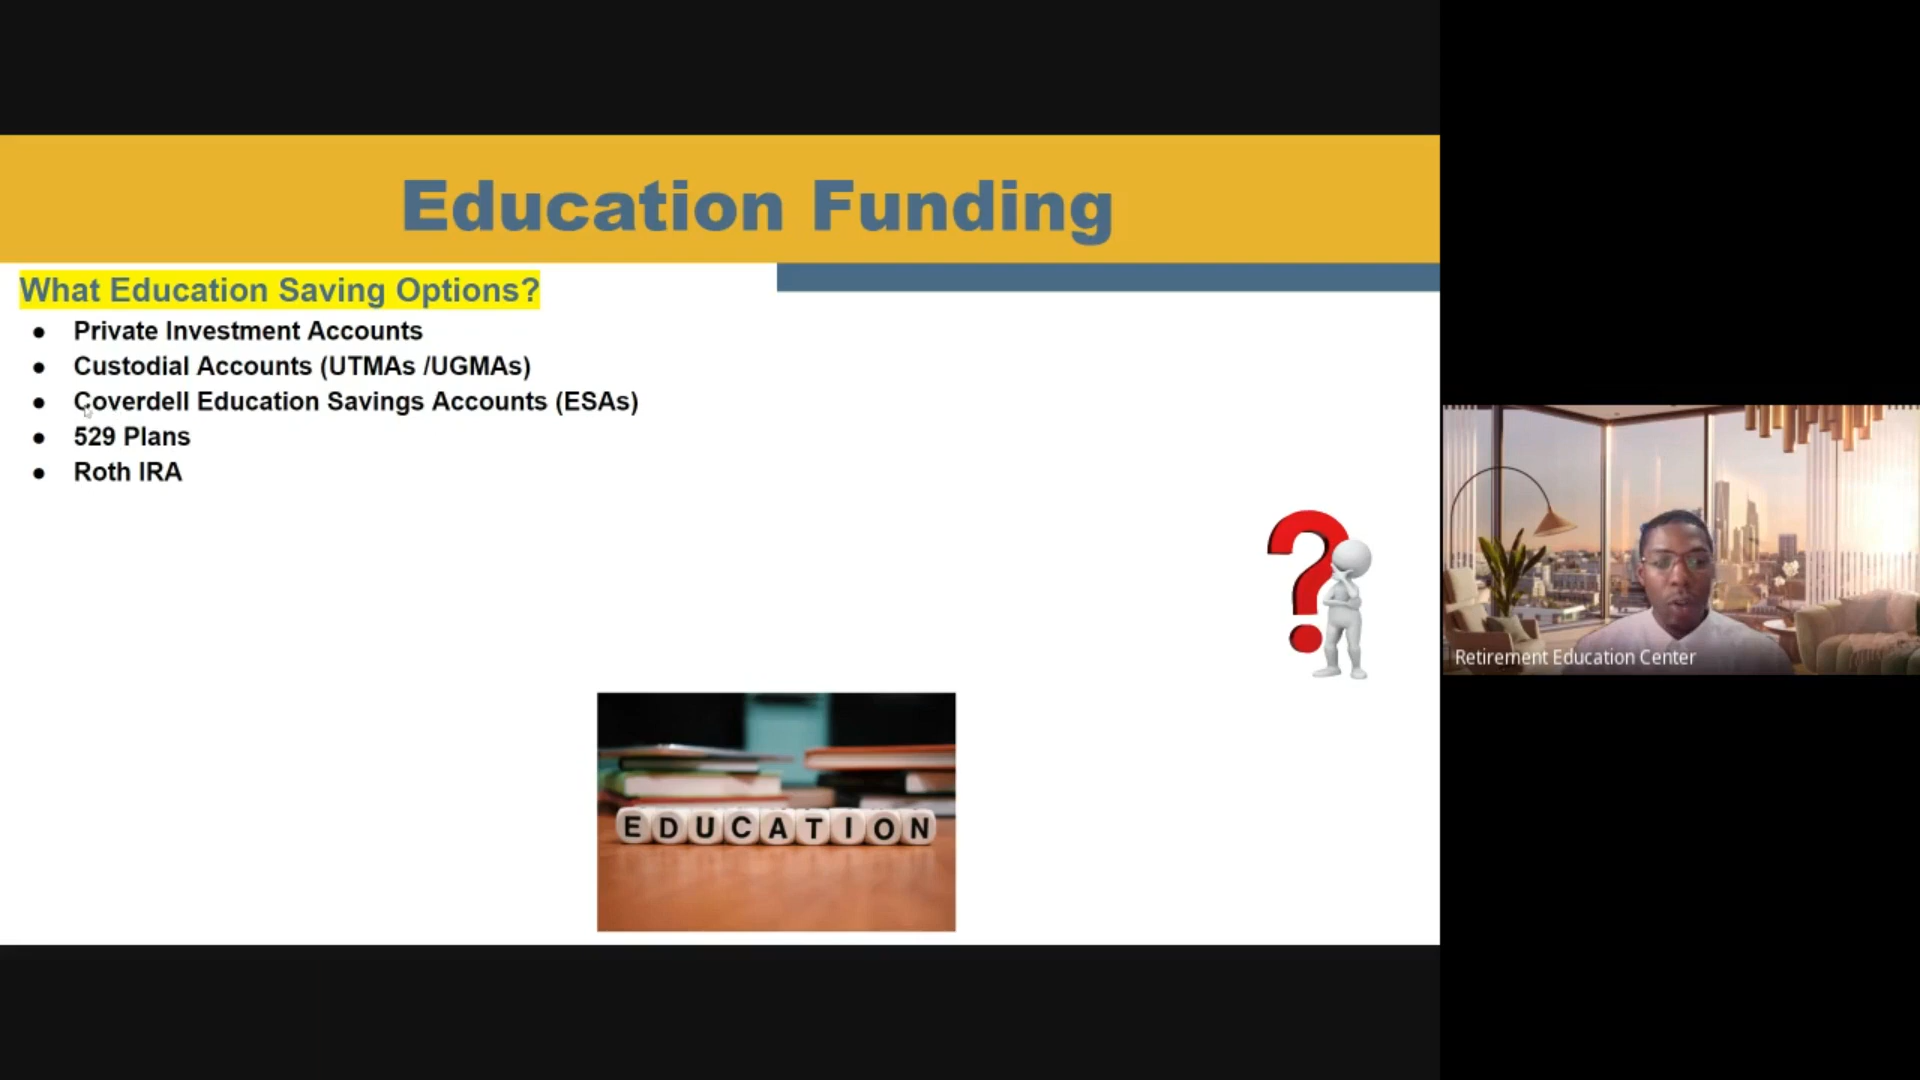 Education Funding
What Education Saving Options?
● Private Investment Accounts
● Custodial Accounts (UTMAs /UGMAs)
● Coverdell Education Savings Accounts (ESAs)
● 529 Plans
● Roth IRA
?
EDUCATION
Retirement Education Center